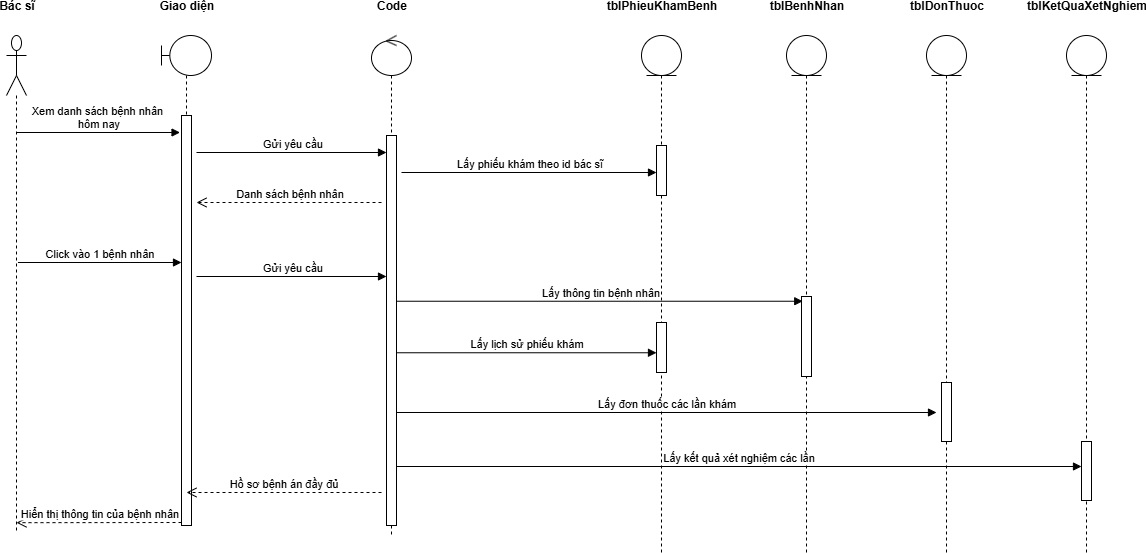 Bác sĩ
Giao diện
Code
tblPhieuKhamBenh
tblBenhNhan
tblDonThuoc
tblKetQuaXetNghiem
Xem danh sách bệnh nhân
hôm nay
Gửi yêu cầu
Lấy phiếu khám theo id bác sĩ
Danh sách bệnh nhân
Click vào 1 bệnh nhân
Gửi yêu cầu
Lấy thông tin bệnh nhân
Lấy lịch sử phiếu khám
Lấy đơn thuốc các lần khám
Lấy kết quả xét nghiệm các lần
Hồ sơ bệnh án đầy đủ
Hiển thị thông tin của bệnh nhân